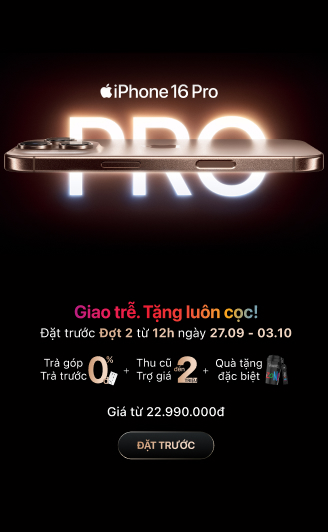 iPhone 16 Pro
PRO
Giao trễ. Tặng luôn cọc!
Đặt trước Đợt 2 từ 12h ngày 27.09 - 03.10
Trả góp 0%
Trả trước
+
Thu cũ đến 2 TRIỆU
Trợ giá
+
Quà tặng
đặc biệt
Giá từ 22.990.000đ
ĐẶT TRƯỚC